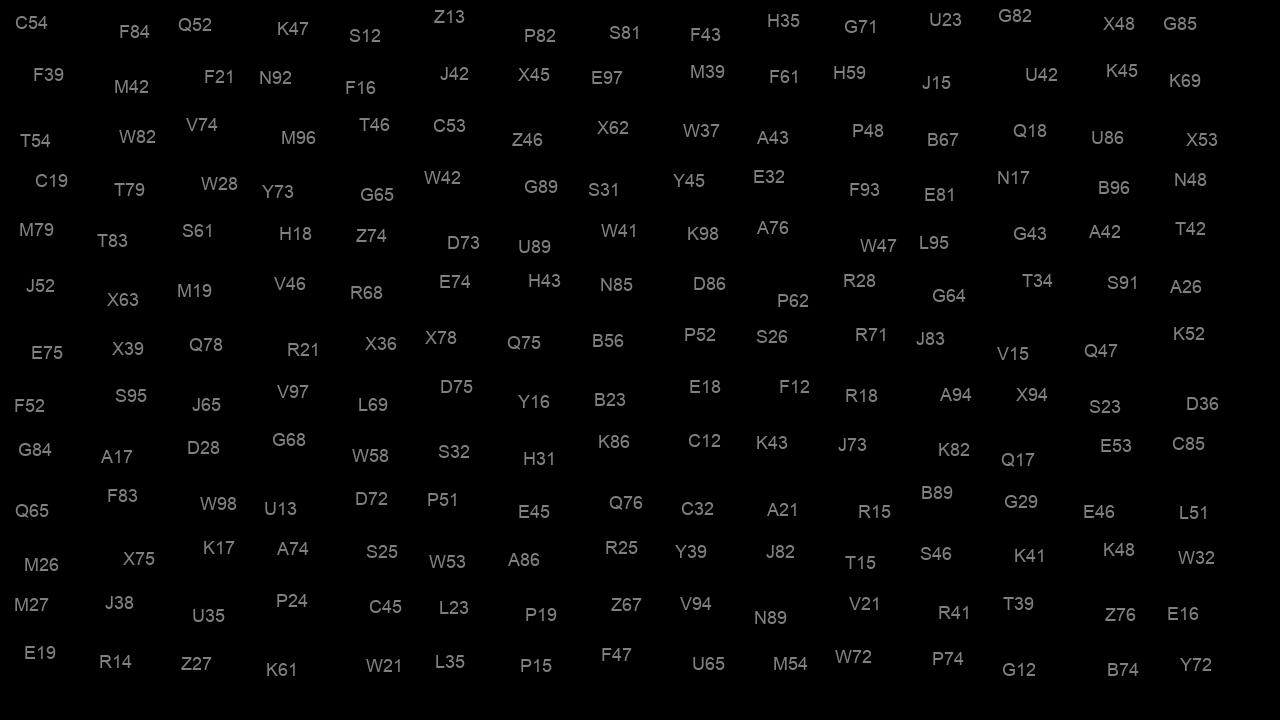 C54 F84 Q52 K47 S12 Z13 P82 S81 F43 H35 G71 U23 G82 X48 G85
F39 M42 F21 N92 F16 J42 X45 E97 M39 F61 H59 J15 U42 K45 K69
T54 W82 V74 M96 T46 C53 Z46 X62 W37 A43 P48 B67 Q18 U86 X53
C19 T79 W28 Y73 G65 W42 G89 S31 Y45 E32 F93 E81 N17 B96 N48
M79 T83 S61 H18 Z74 D73 U89 W41 K98 A76 W47 L95 G43 A42 T42
J52 X63 M19 V46 R68 E74 H43 N85 D86 P62 R28 G64 T34 S91 A26
E75 X39 Q78 R21 X36 X78 Q75 B56 P52 S26 R71 J83 V15 Q47 K52
F52 S95 J65 V97 L69 D75 Y16 B23 E18 F12 R18 A94 X94 S23 D36
G84 A17 D28 G68 W58 S32 H31 K86 C12 K43 J73 K82 Q17 E53 C85
Q65 F83 W98 U13 D72 P51 E45 Q76 C32 A21 R15 B89 G29 E46 L51
M26 X75 K17 A74 S25 W53 A86 R25 Y39 J82 T15 S46 K41 K48 W32
M27 J38 U35 P24 C45 L23 P19 Z67 V94 N89 V21 R41 T39 Z76 E16
E19 R14 Z27 K61 W21 L35 P15 F47 U65 M54 W72 P74 G12 B74 Y72